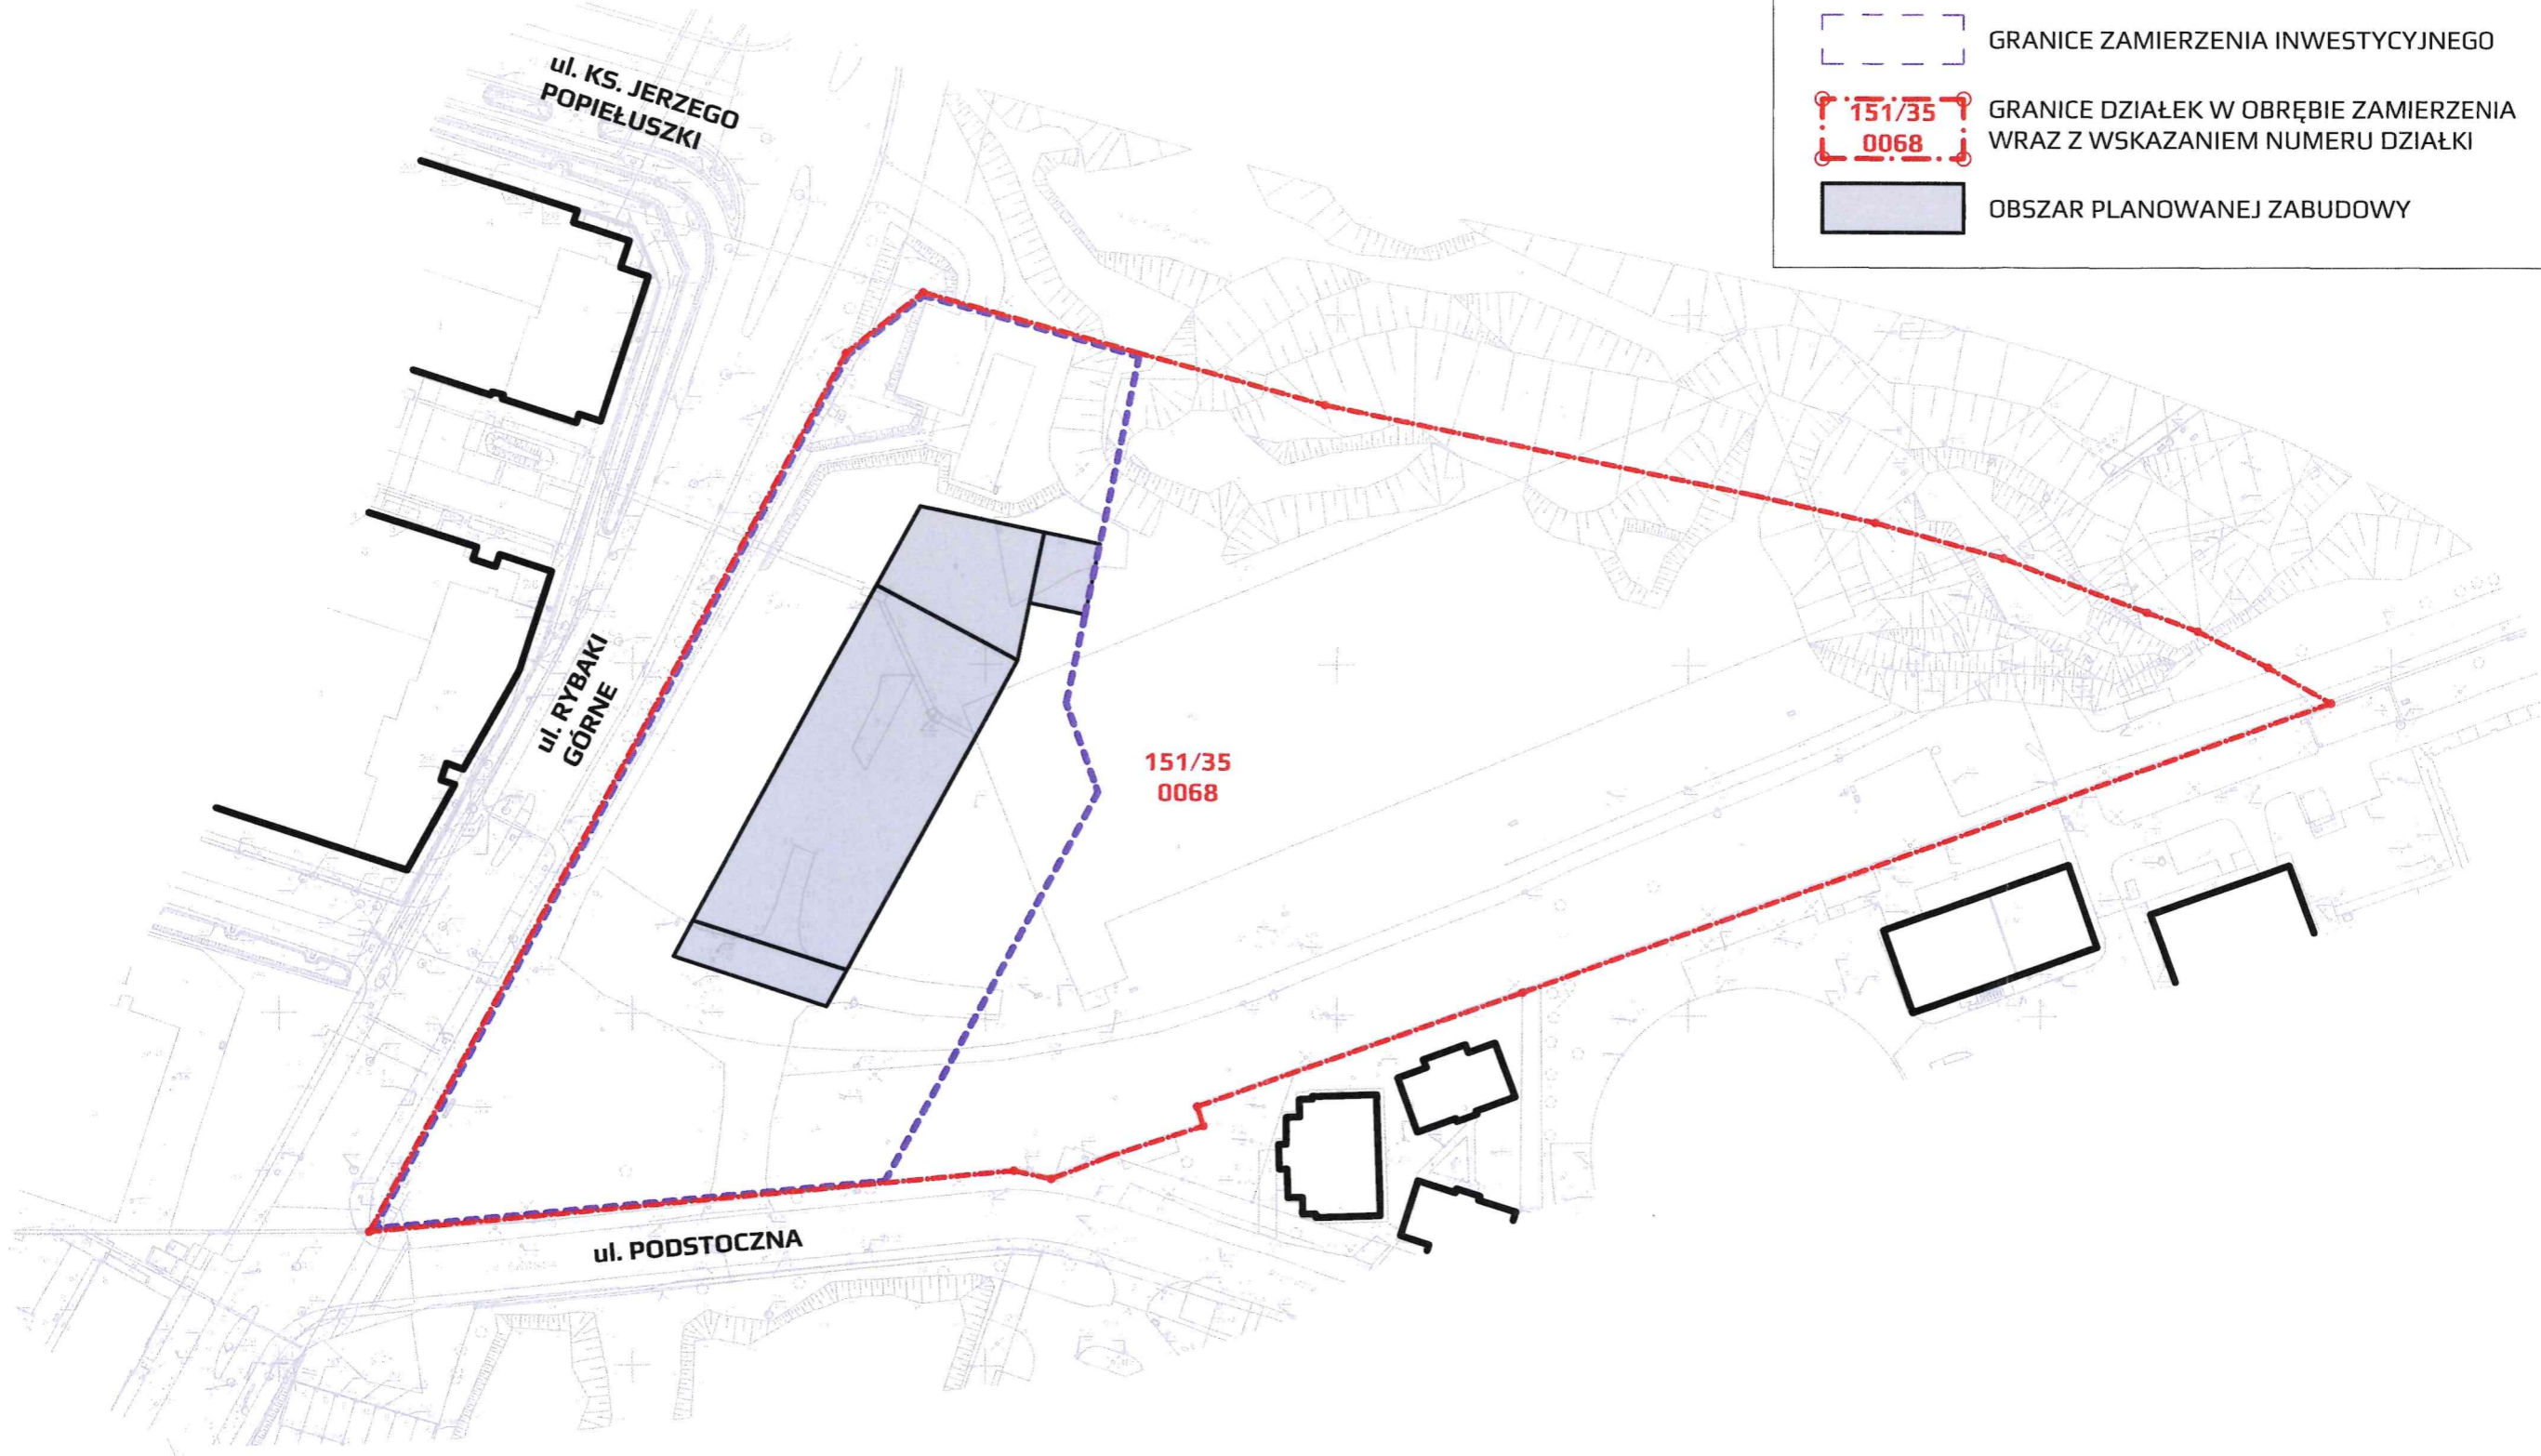 GRANICE ZAMIERZENIA INWESTYCYJNEGO
151/35
0068
GRANICE DZIAŁEK W OBRĘBIE ZAMIERZENIA
WRAZ Z WSKAZANIEM NUMERU DZIAŁKI
OBSZAR PLANOWANEJ ZABUDOWY
ul. KS. JERZEGO
POPIEŁUSZKI
ul. RYBAKI
GÓRNE
151/35
0068
ul. PODSTOCZNA